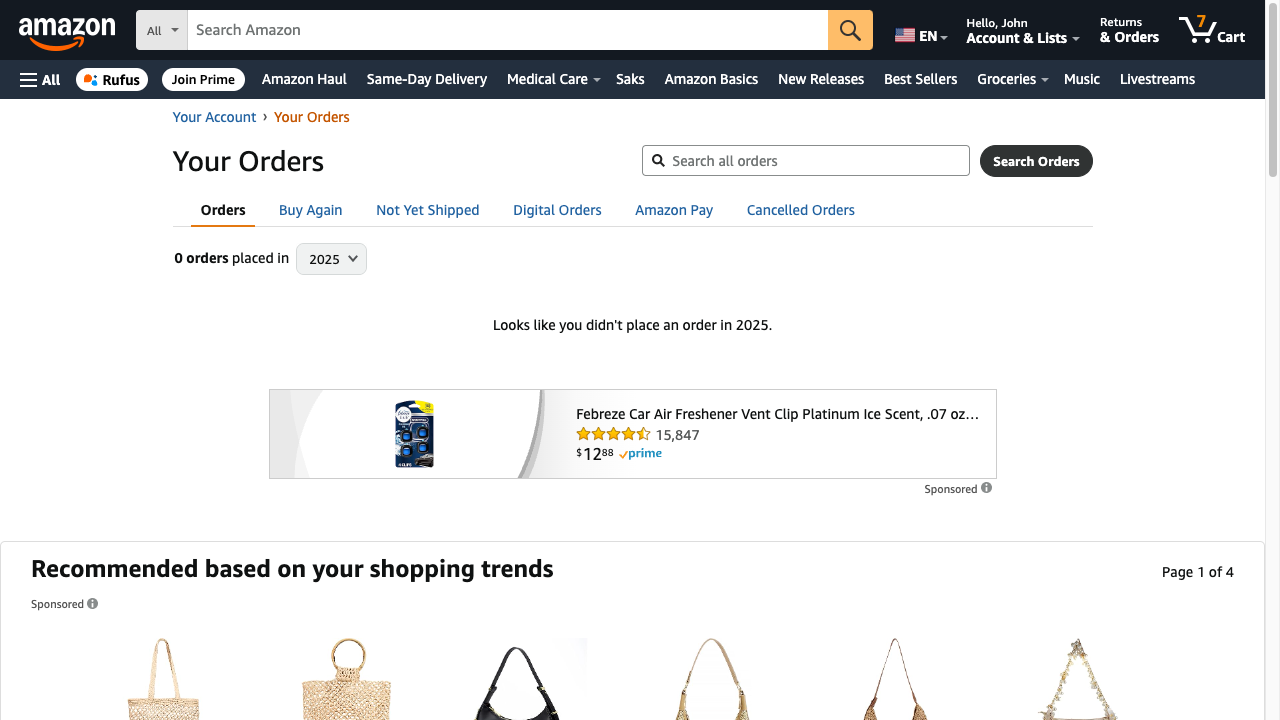 amazon
All
Search Amazon
EN
Hello, John
Account & Lists
Returns
& Orders
7
Cart
All
Rufus
Join Prime
Amazon Haul
Same-Day Delivery
Medical Care
Saks
Amazon Basics
New Releases
Best Sellers
Groceries
Music
Livestreams
Your Account › Your Orders
Your Orders
Search all orders
Search Orders
Orders
Buy Again
Not Yet Shipped
Digital Orders
Amazon Pay
Cancelled Orders
0 orders placed in 2025
Looks like you didn't place an order in 2025.
Febreze Car Air Freshener Vent Clip Platinum Ice Scent, .07 oz…
15,847
$12 88 prime
Sponsored
Recommended based on your shopping trends
Page 1 of 4
Sponsored